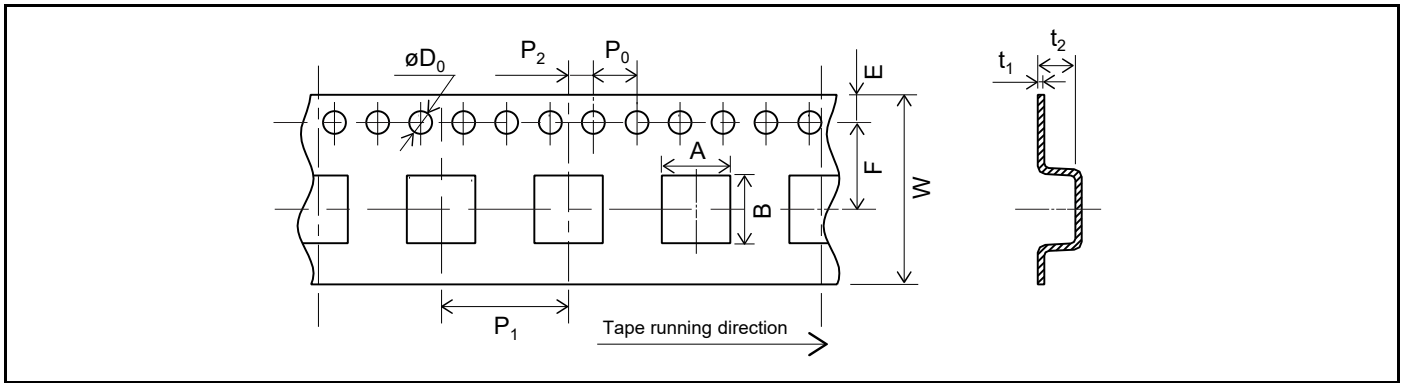 øD₀
P₂
P₀
E
t₁
t₂
A
B
F
W
P₁
Tape running direction